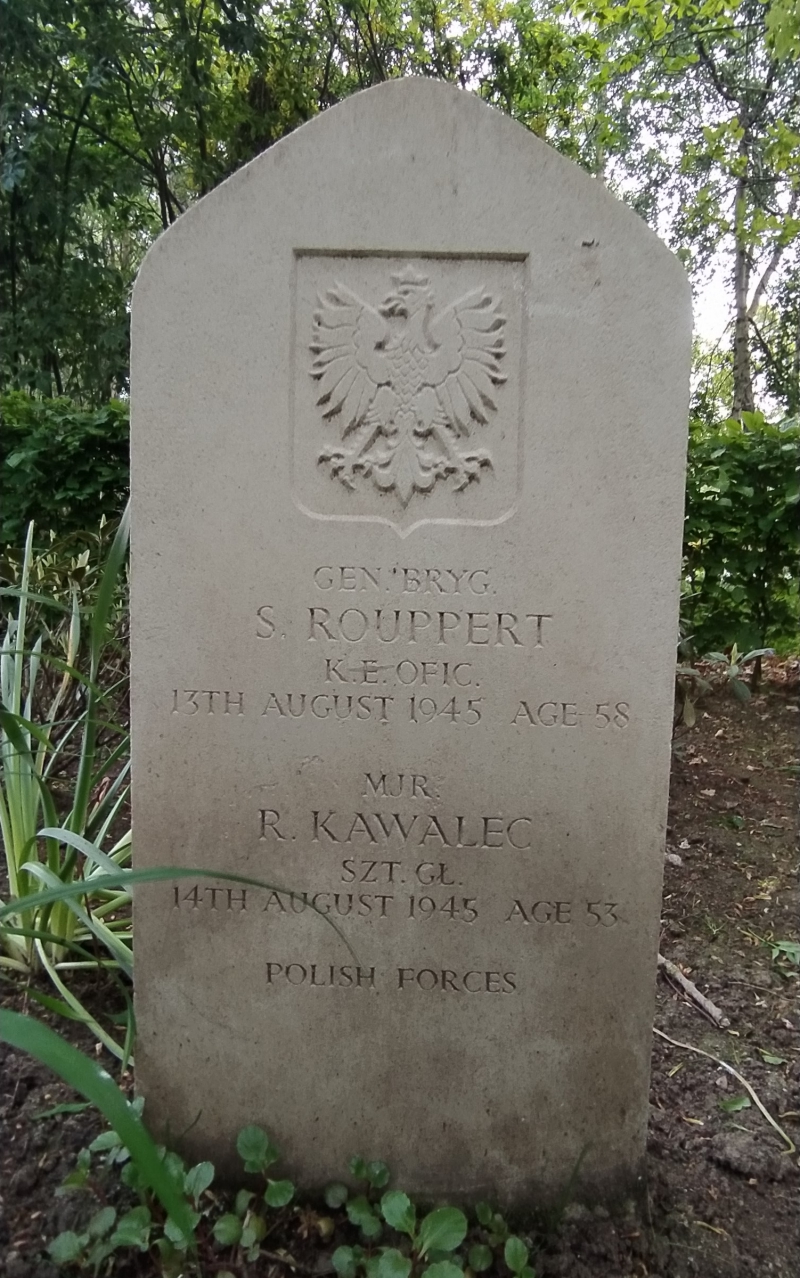 GEN. BRYG.
S. ROUPPERT
K.E. OFIC.
13TH AUGUST 1945 AGE 58
MJR.
R. KAWALEC
SZT. GŁ.
14TH AUGUST 1945 AGE 53
POLISH FORCES